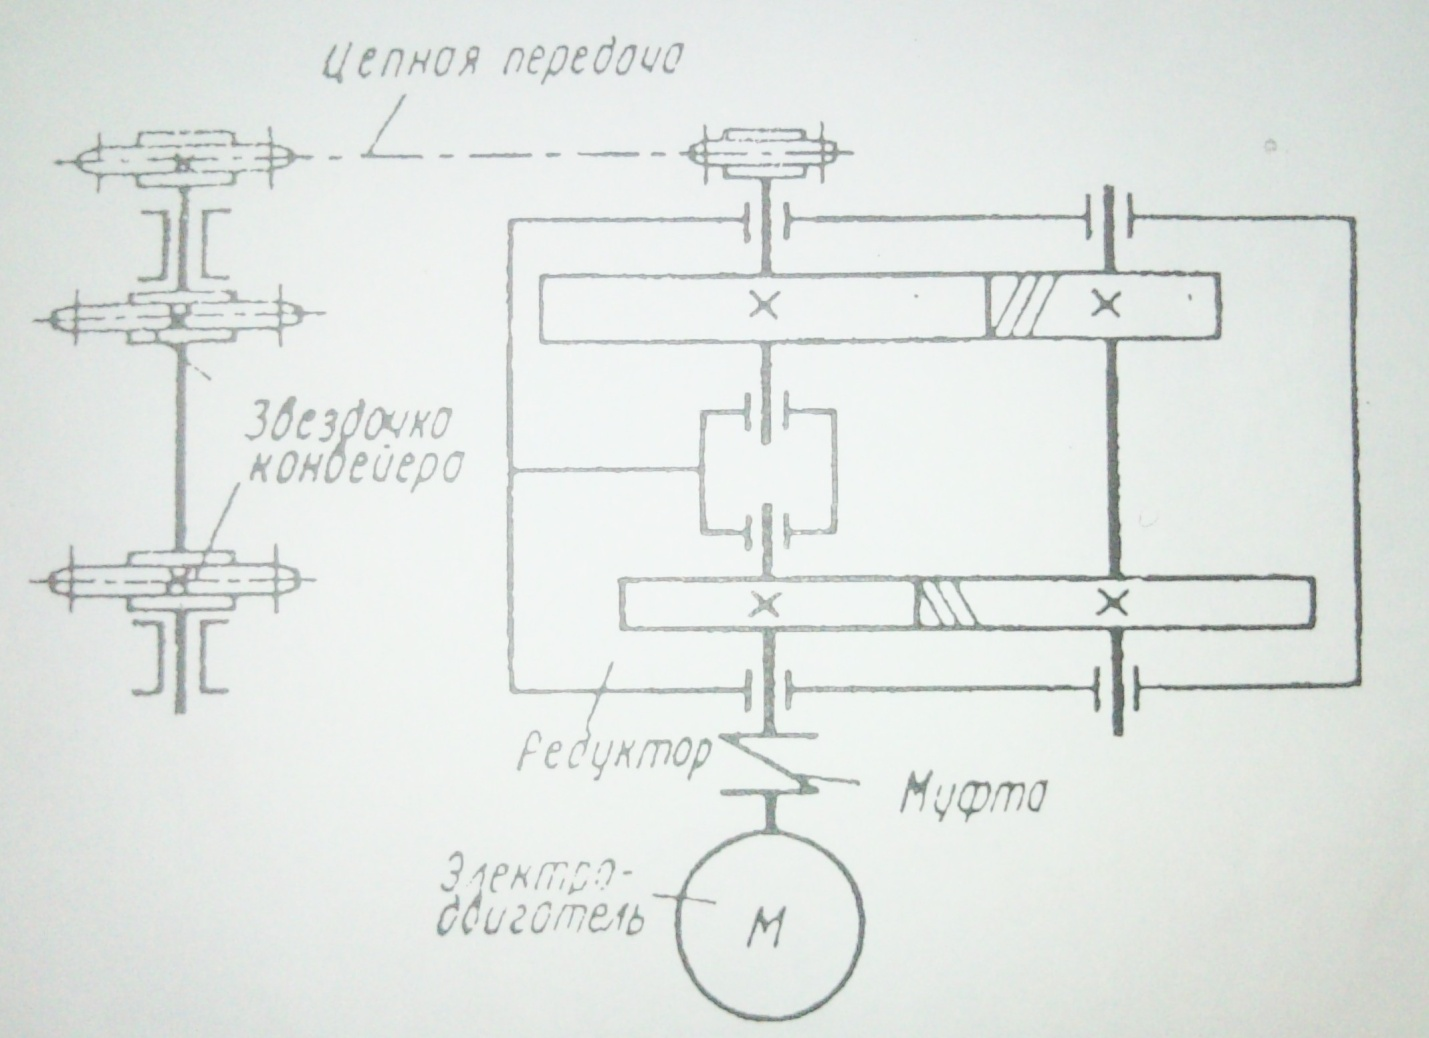 Цепная передача
Звездочка
конвейера
Редуктор
Муфта
Электро-
двигатель
М